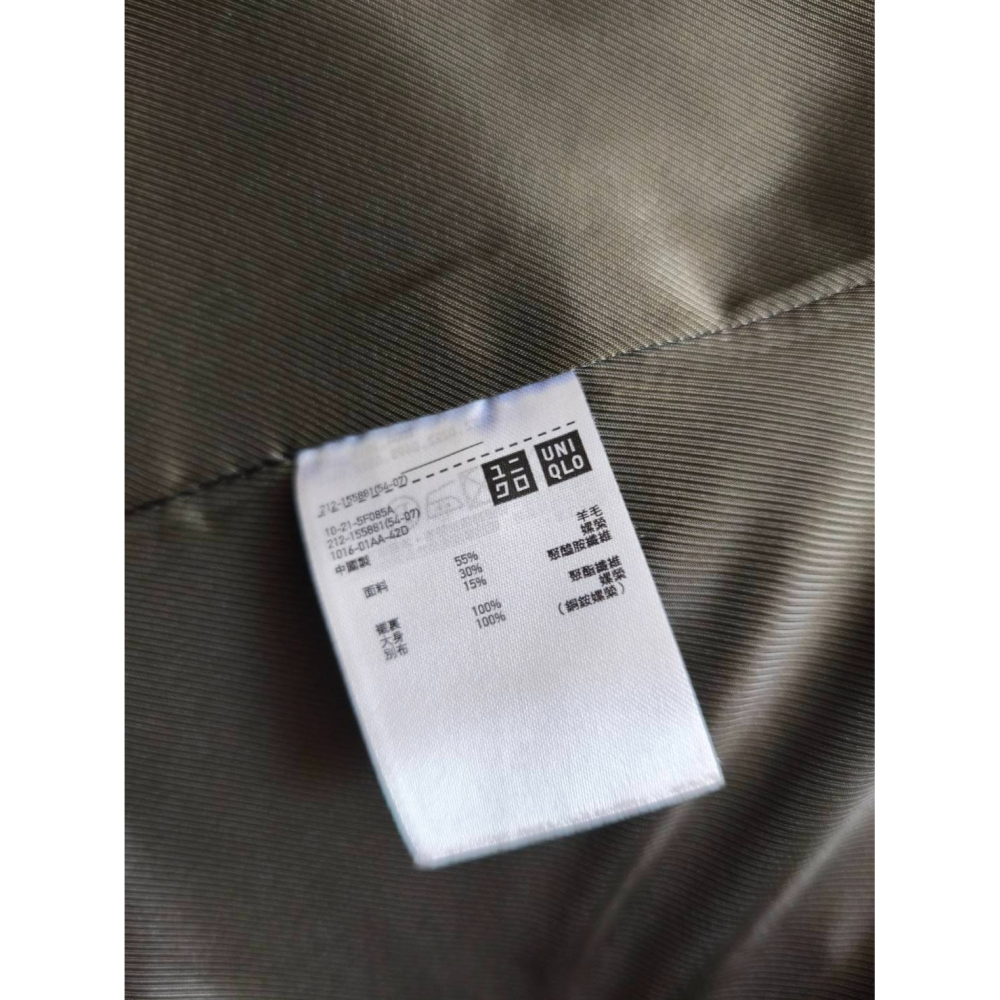 ユニ
クロ
UNI
QLO
212-155881(54-07)
10-21-5F085A
212-155881(54-07)
1016-01AA-42D
中國製
面料 55% 羊毛
30% 嫘縈
15% 聚醯胺纖維
裡裏
大身 100% 聚酯纖維
別布 100% 嫘縈
(銅銨嫘縈)